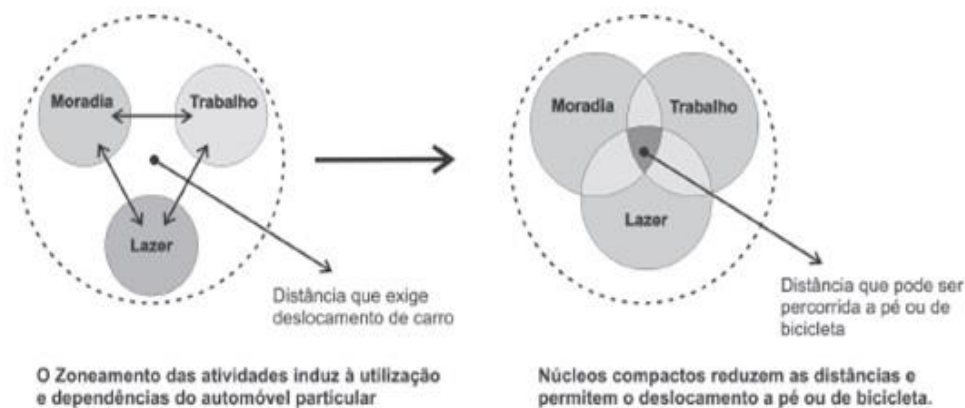 Moradia
Trabalho
Lazer
Distância que exige
deslocamento de carro
O Zoneamento das atividades induz à utilização
e dependências do automóvel particular
Moradia
Trabalho
Lazer
Distância que pode ser
percorrida a pé ou de
bicicleta
Núcleos compactos reduzem as distâncias e
permitem o deslocamento a pé ou de bicicleta.